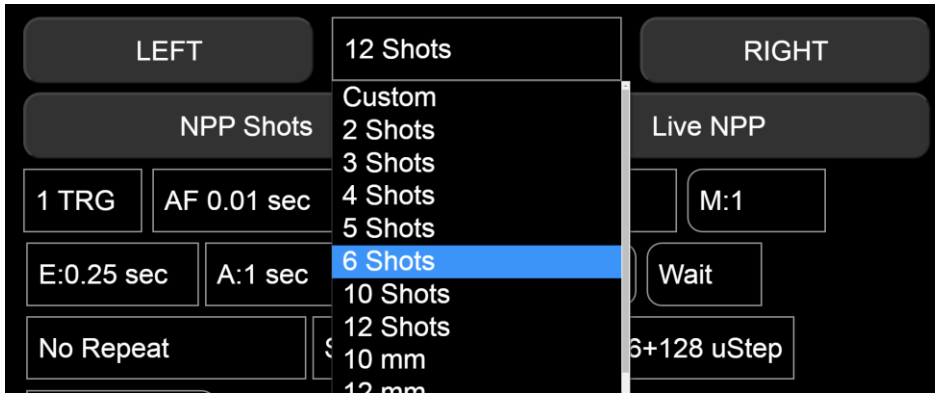 LEFT
12 Shots
RIGHT
NPP Shots
Live NPP
Custom
2 Shots
3 Shots
4 Shots
5 Shots
6 Shots
10 Shots
12 Shots
10 mm
12 mm
1 TRG
AF 0.01 sec
M:1
E:0.25 sec
A:1 sec
Wait
No Repeat
6+128 uStep